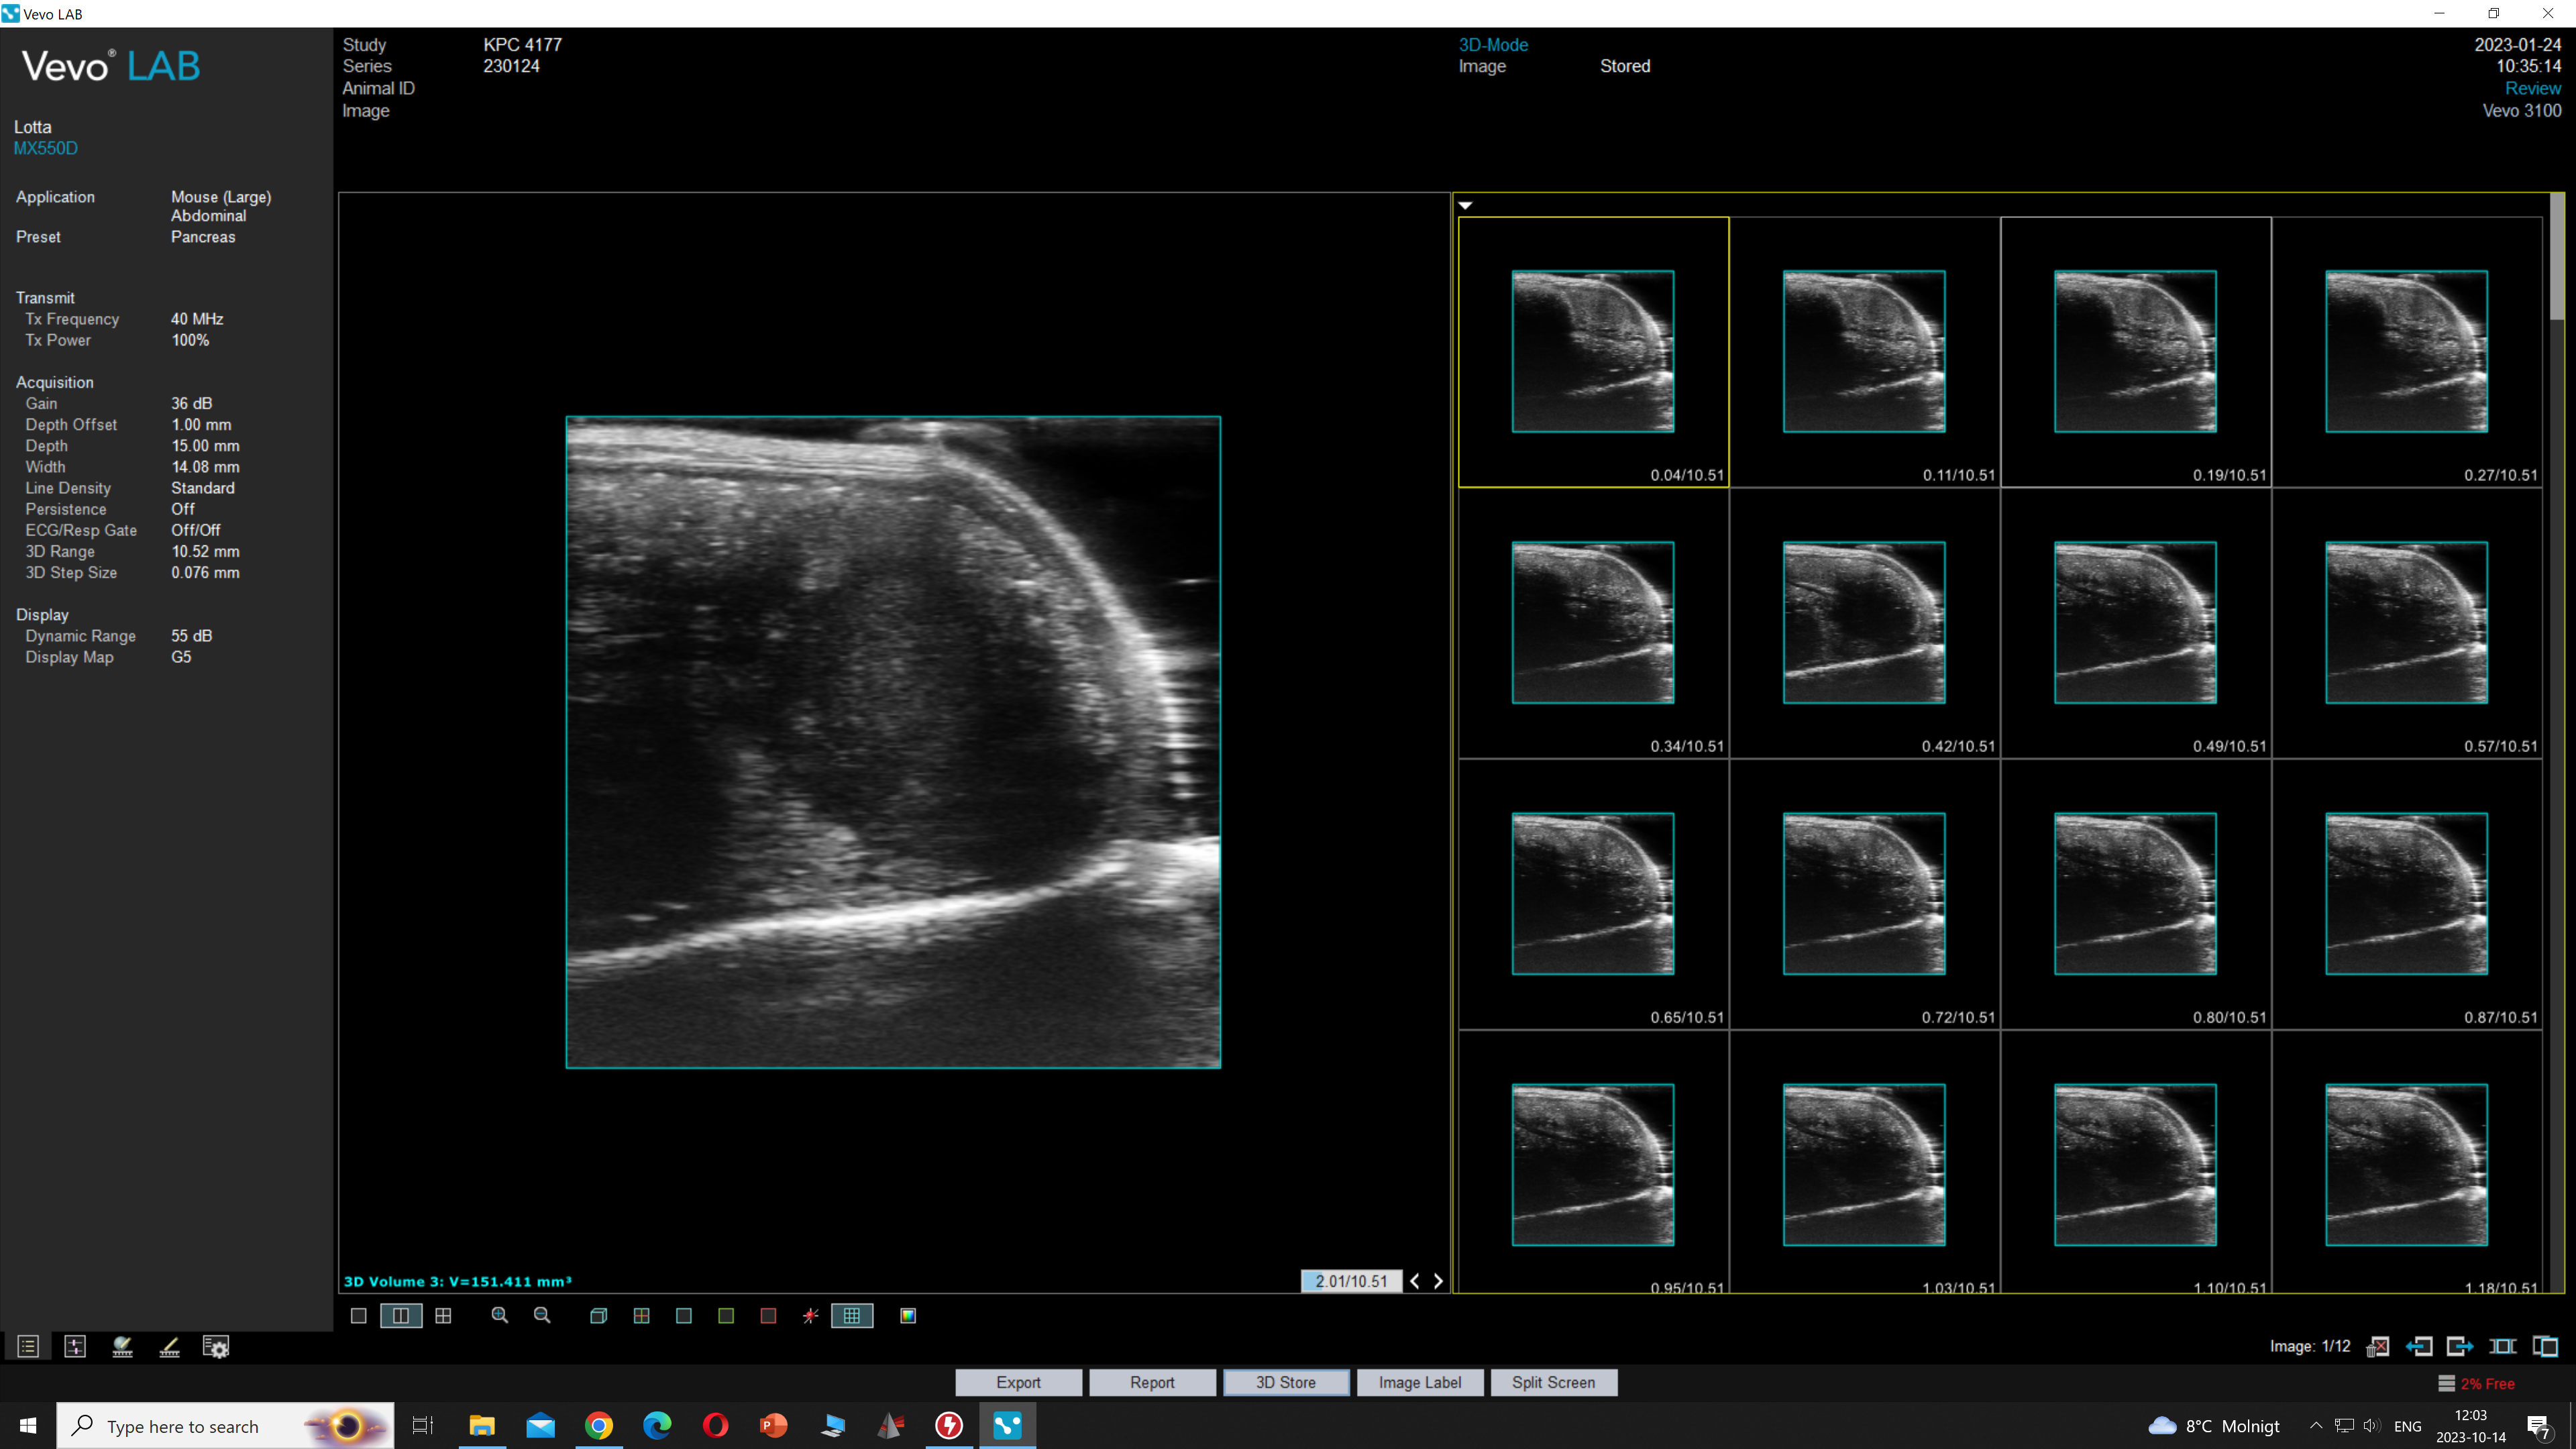 Vevo LAB
Vevo® LAB
Lotta
MX550D
Application Mouse (Large)
Abdominal
Preset Pancreas
Transmit
Tx Frequency 40 MHz
Tx Power 100%
Acquisition
Gain 36 dB
Depth Offset 1.00 mm
Depth 15.00 mm
Width 14.08 mm
Line Density Standard
Persistence Off
ECG/Resp Gate Off/Off
3D Range 10.52 mm
3D Step Size 0.076 mm
Display
Dynamic Range 55 dB
Display Map G5
Study KPC 4177
Series 230124
Animal ID
Image
3D-Mode
Image Stored
2023-01-24
10:35:14
Review
Vevo 3100
0.04/10.51 0.11/10.51 0.19/10.51 0.27/10.51
0.34/10.51 0.42/10.51 0.49/10.51 0.57/10.51
0.65/10.51 0.72/10.51 0.80/10.51 0.87/10.51
0.95/10.51 1.03/10.51 1.10/10.51 1.18/10.51
3D Volume 3: V=151.411 mm³
2.01/10.51
Image: 1/12
Export Report 3D Store Image Label Split Screen
2% Free
Type here to search
8°C Molnigt
ENG
12:03
2023-10-14
7